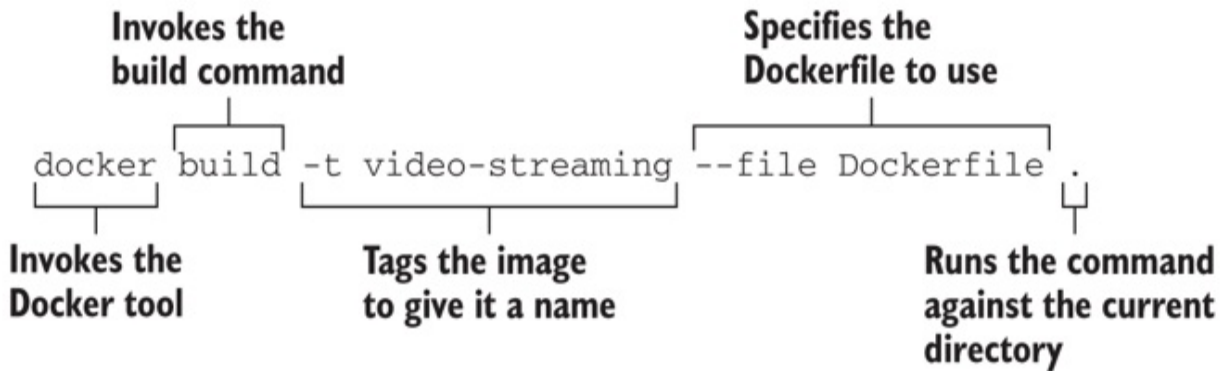 Invokes the
build command
Specifies the
Dockerfile to use
docker build -t video-streaming --file Dockerfile .
Invokes the
Docker tool
Tags the image
to give it a name
Runs the command
against the current
directory